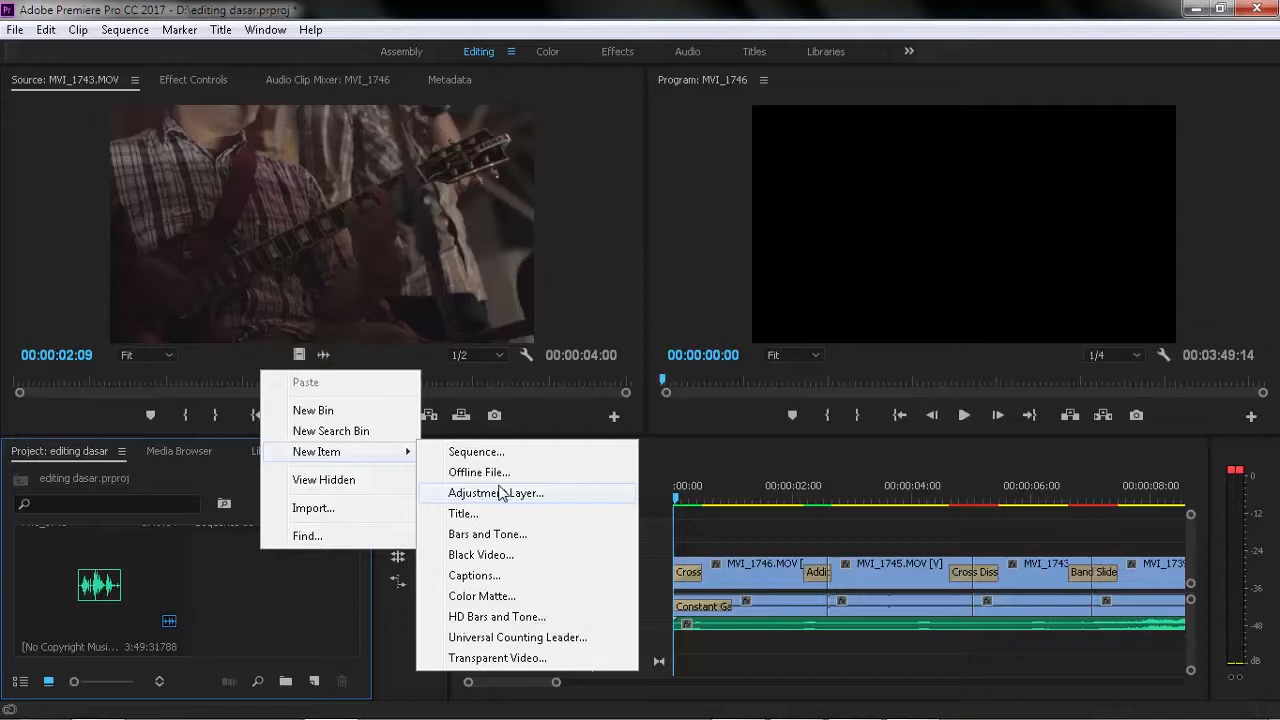 Adobe Premiere Pro CC 2017 - D:\editing dasar.prproj *
File Edit Clip Sequence Marker Title Window Help
Assembly Editing Color Effects Audio Titles Libraries
Source: MVI_1743.MOV Effect Controls Audio Clip Mixer: MVI_1746 Metadata
Program: MVI_1746
00:00:02:09 Fit 1/2 00:00:04:00
00:00:00:00 Fit 1/4 00:03:49:14
Paste
New Bin
New Search Bin
New Item
View Hidden
Import...
Find...
Sequence...
Offline File...
Adjustment Layer...
Title...
Bars and Tone...
Black Video...
Captions...
Color Matte...
HD Bars and Tone...
Universal Counting Leader...
Transparent Video...
Project: editing dasar Media Browser Li
editing dasar.prproj
[No Copyright Musi... 3:49:31788
:00:00 00:00:02:00 00:00:04:00 00:00:06:00 00:00:08:00
Cross MVI_1746.MOV [ Addi MVI_1745.MOV [V] Cross Diss MVI_1743 Band Slide MVI_1739
Constant Ga
0
-12
-24
-36
-48
dB